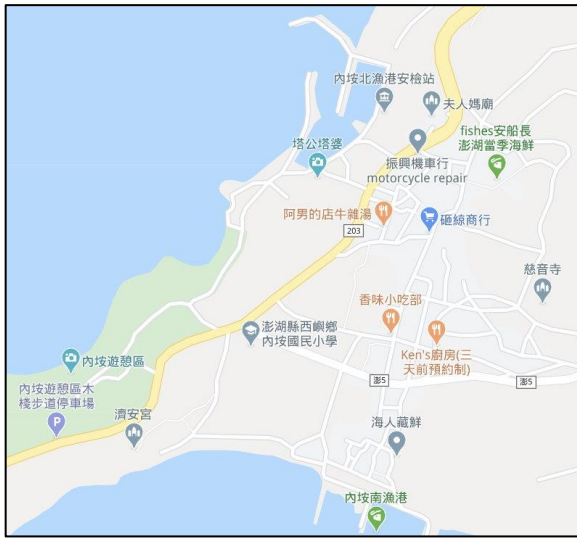 內垵北漁港安檢站
夫人媽廟
fishes安船長
澎湖當季海鮮
塔公塔婆
振興機車行
motorcycle repair
阿男的店牛雜湯
砸線商行
203
慈音寺
香味小吃部
澎湖縣西嶼鄉
內垵國民小學
Ken's廚房(三
天前預約制)
內垵遊憩區
澎5
澎5
內垵遊憩區木
棧步道停車場
P
濟安宮
海人藏鮮
內垵南漁港